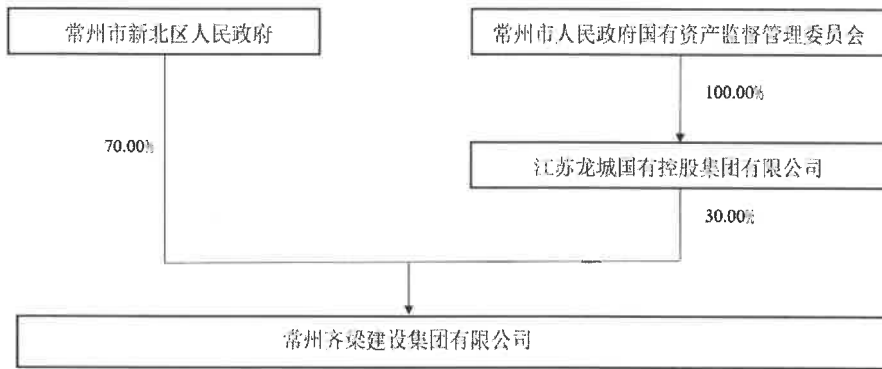 常州市新北区人民政府
常州市人民政府国有资产监督管理委员会
100.00%
70.00%
江苏龙城国有控股集团有限公司
30.00%
常州齐梁建设集团有限公司